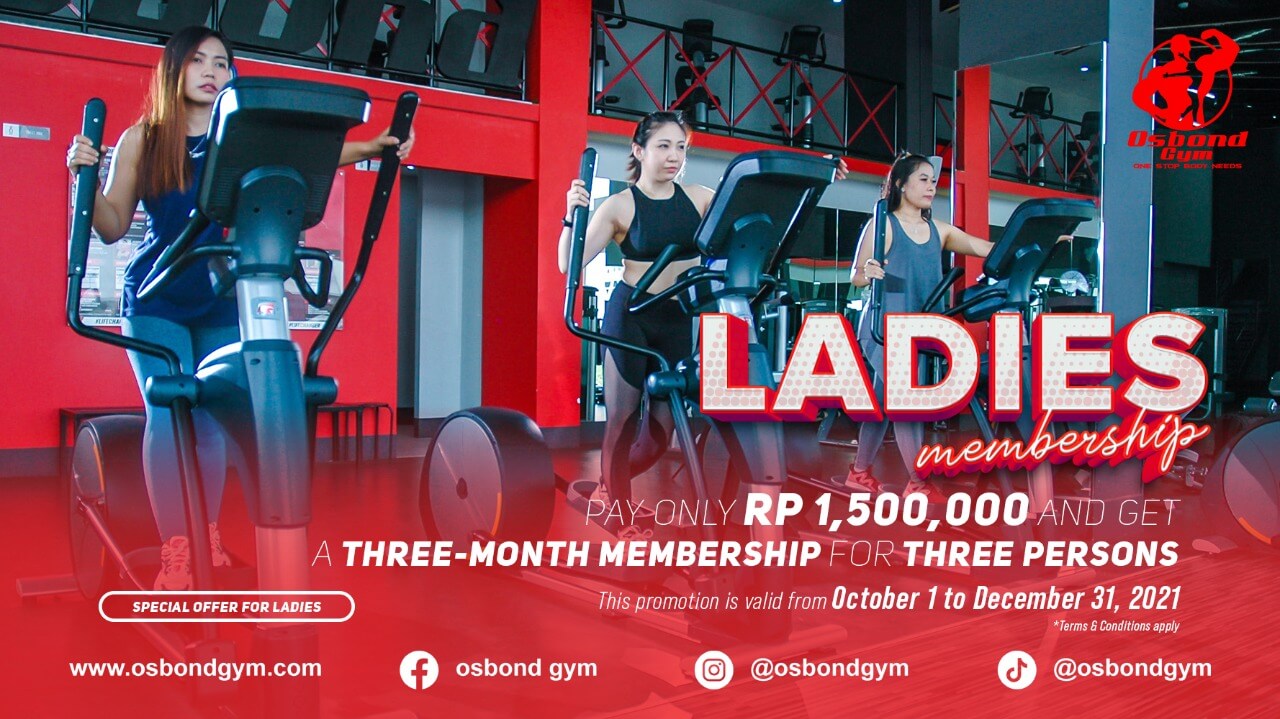 Osbond
Gym
ONE STOP BODY NEEDS
LADIES
membership
PAY ONLY RP 1,500,000 AND GET
A THREE-MONTH MEMBERSHIP FOR THREE PERSONS
This promotion is valid from October 1 to December 31, 2021
*Terms & Conditions apply
SPECIAL OFFER FOR LADIES
www.osbondgym.com
osbond gym
@osbondgym
@osbondgym